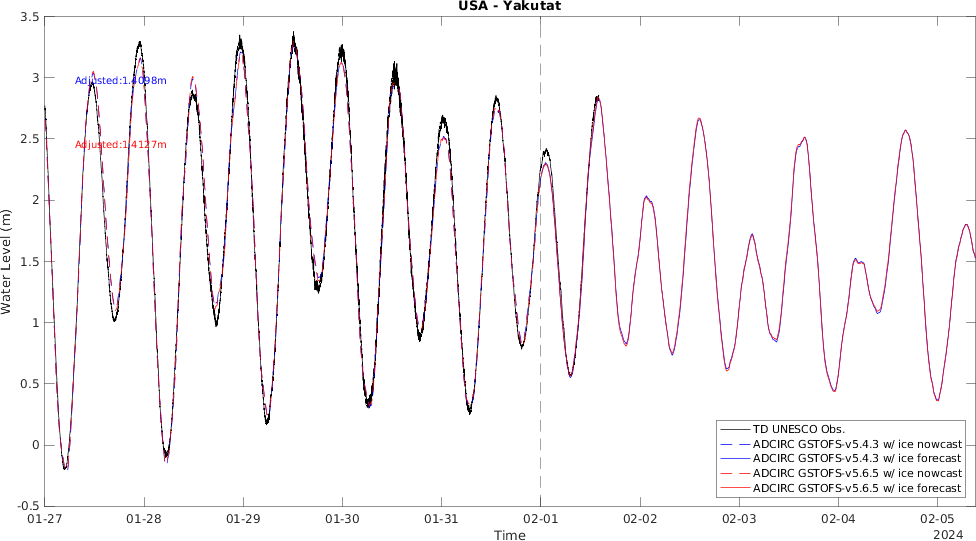 USA - Yakutat
3.5
3
2.5
2
1.5
1
0.5
0
-0.5
Water Level (m)
Adjusted:1.4098m
Adjusted:1.4127m
TD UNESCO Obs.
ADCIRC GSTOFS-v5.4.3 w/ ice nowcast
ADCIRC GSTOFS-v5.4.3 w/ ice forecast
ADCIRC GSTOFS-v5.6.5 w/ ice nowcast
ADCIRC GSTOFS-v5.6.5 w/ ice forecast
01-27 01-28 01-29 01-30 01-31 02-01 02-02 02-03 02-04 02-05
Time
2024